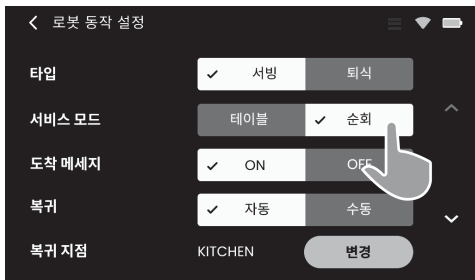 로봇 동작 설정
타입 서빙 퇴식
서비스 모드 테이블 순회
도착 메세지 ON OFF
복귀 자동 수동
복귀 지점 KITCHEN 변경